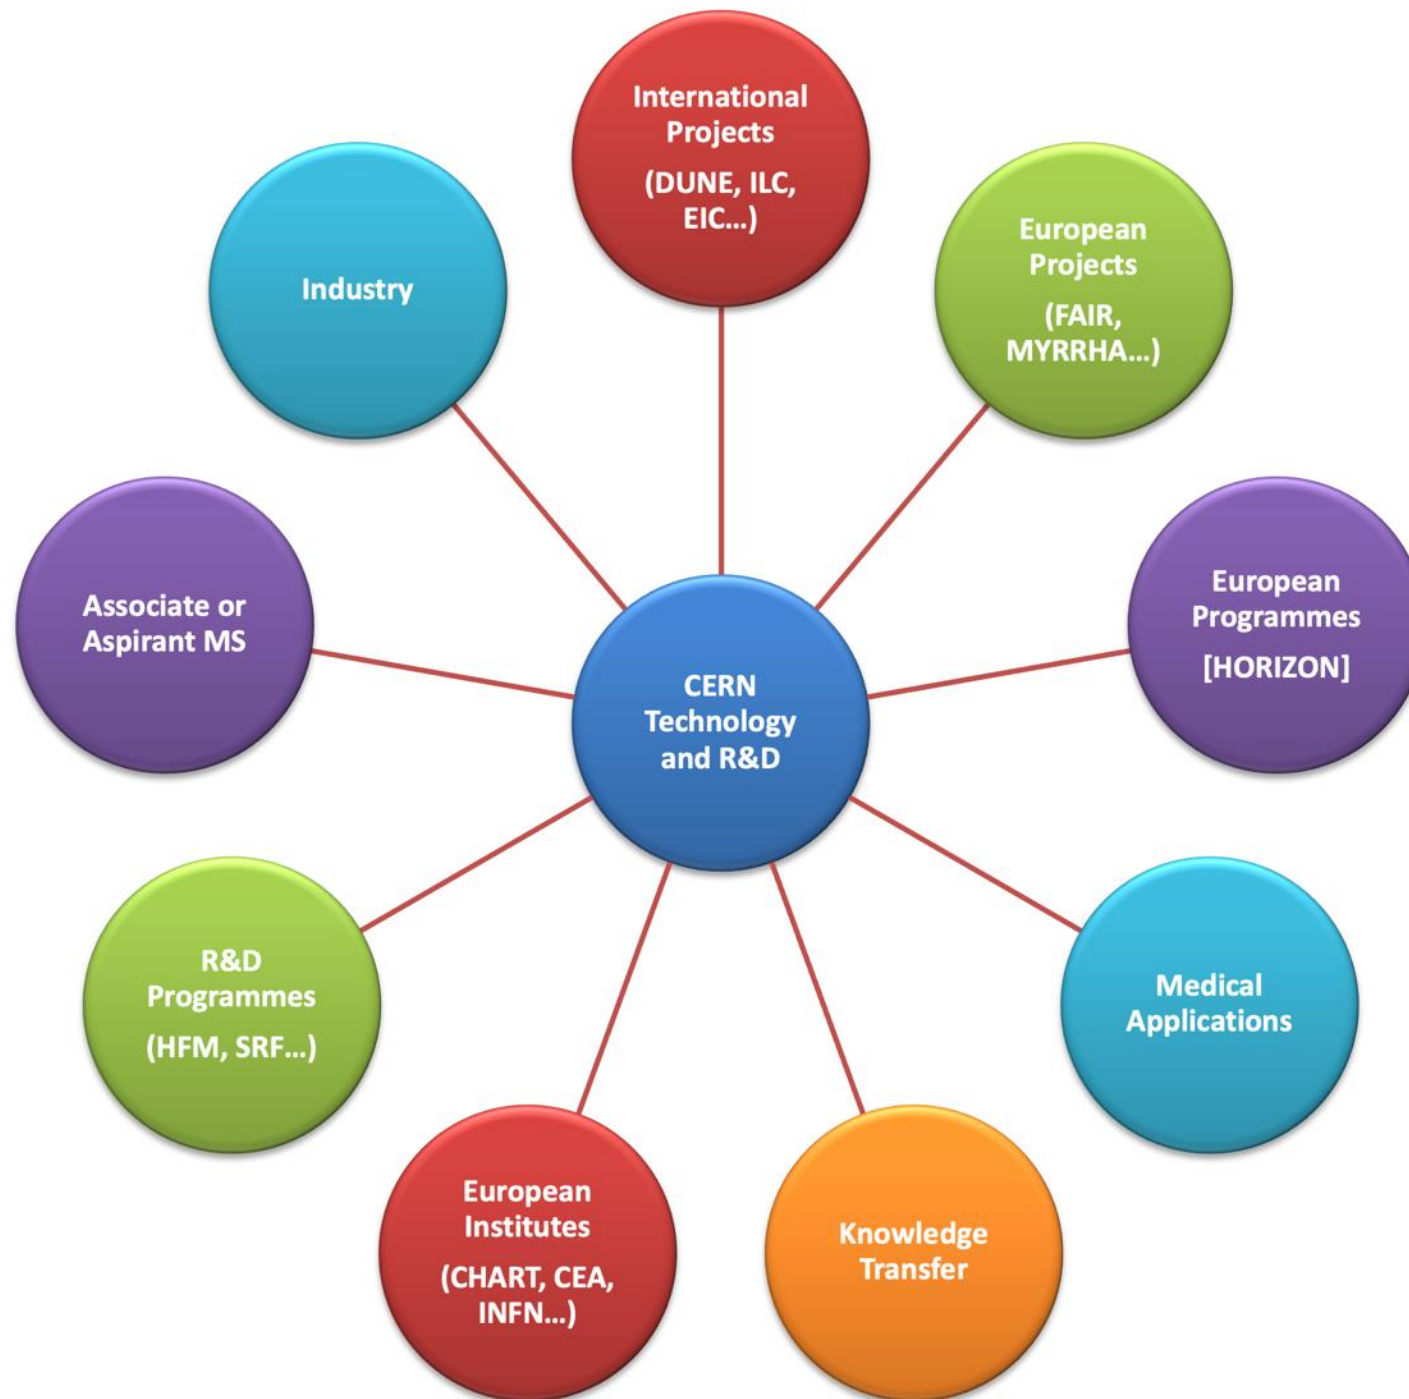 International
Projects
(DUNE, ILC,
EIC...)
European
Projects
(FAIR,
MYRRHA...)
European
Programmes
[HORIZON]
Medical
Applications
Knowledge
Transfer
European
Institutes
(CHART, CEA,
INFN...)
R&D
Programmes
(HFM, SRF...)
Associate or
Aspirant MS
Industry
CERN
Technology
and R&D